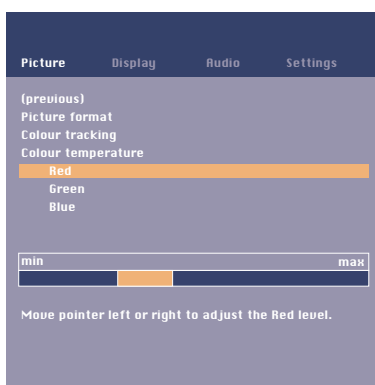 Picture Display Audio Settings
(previous)
Picture format
Colour tracking
Colour temperature
Red
Green
Blue
min max
Move pointer left or right to adjust the Red level.